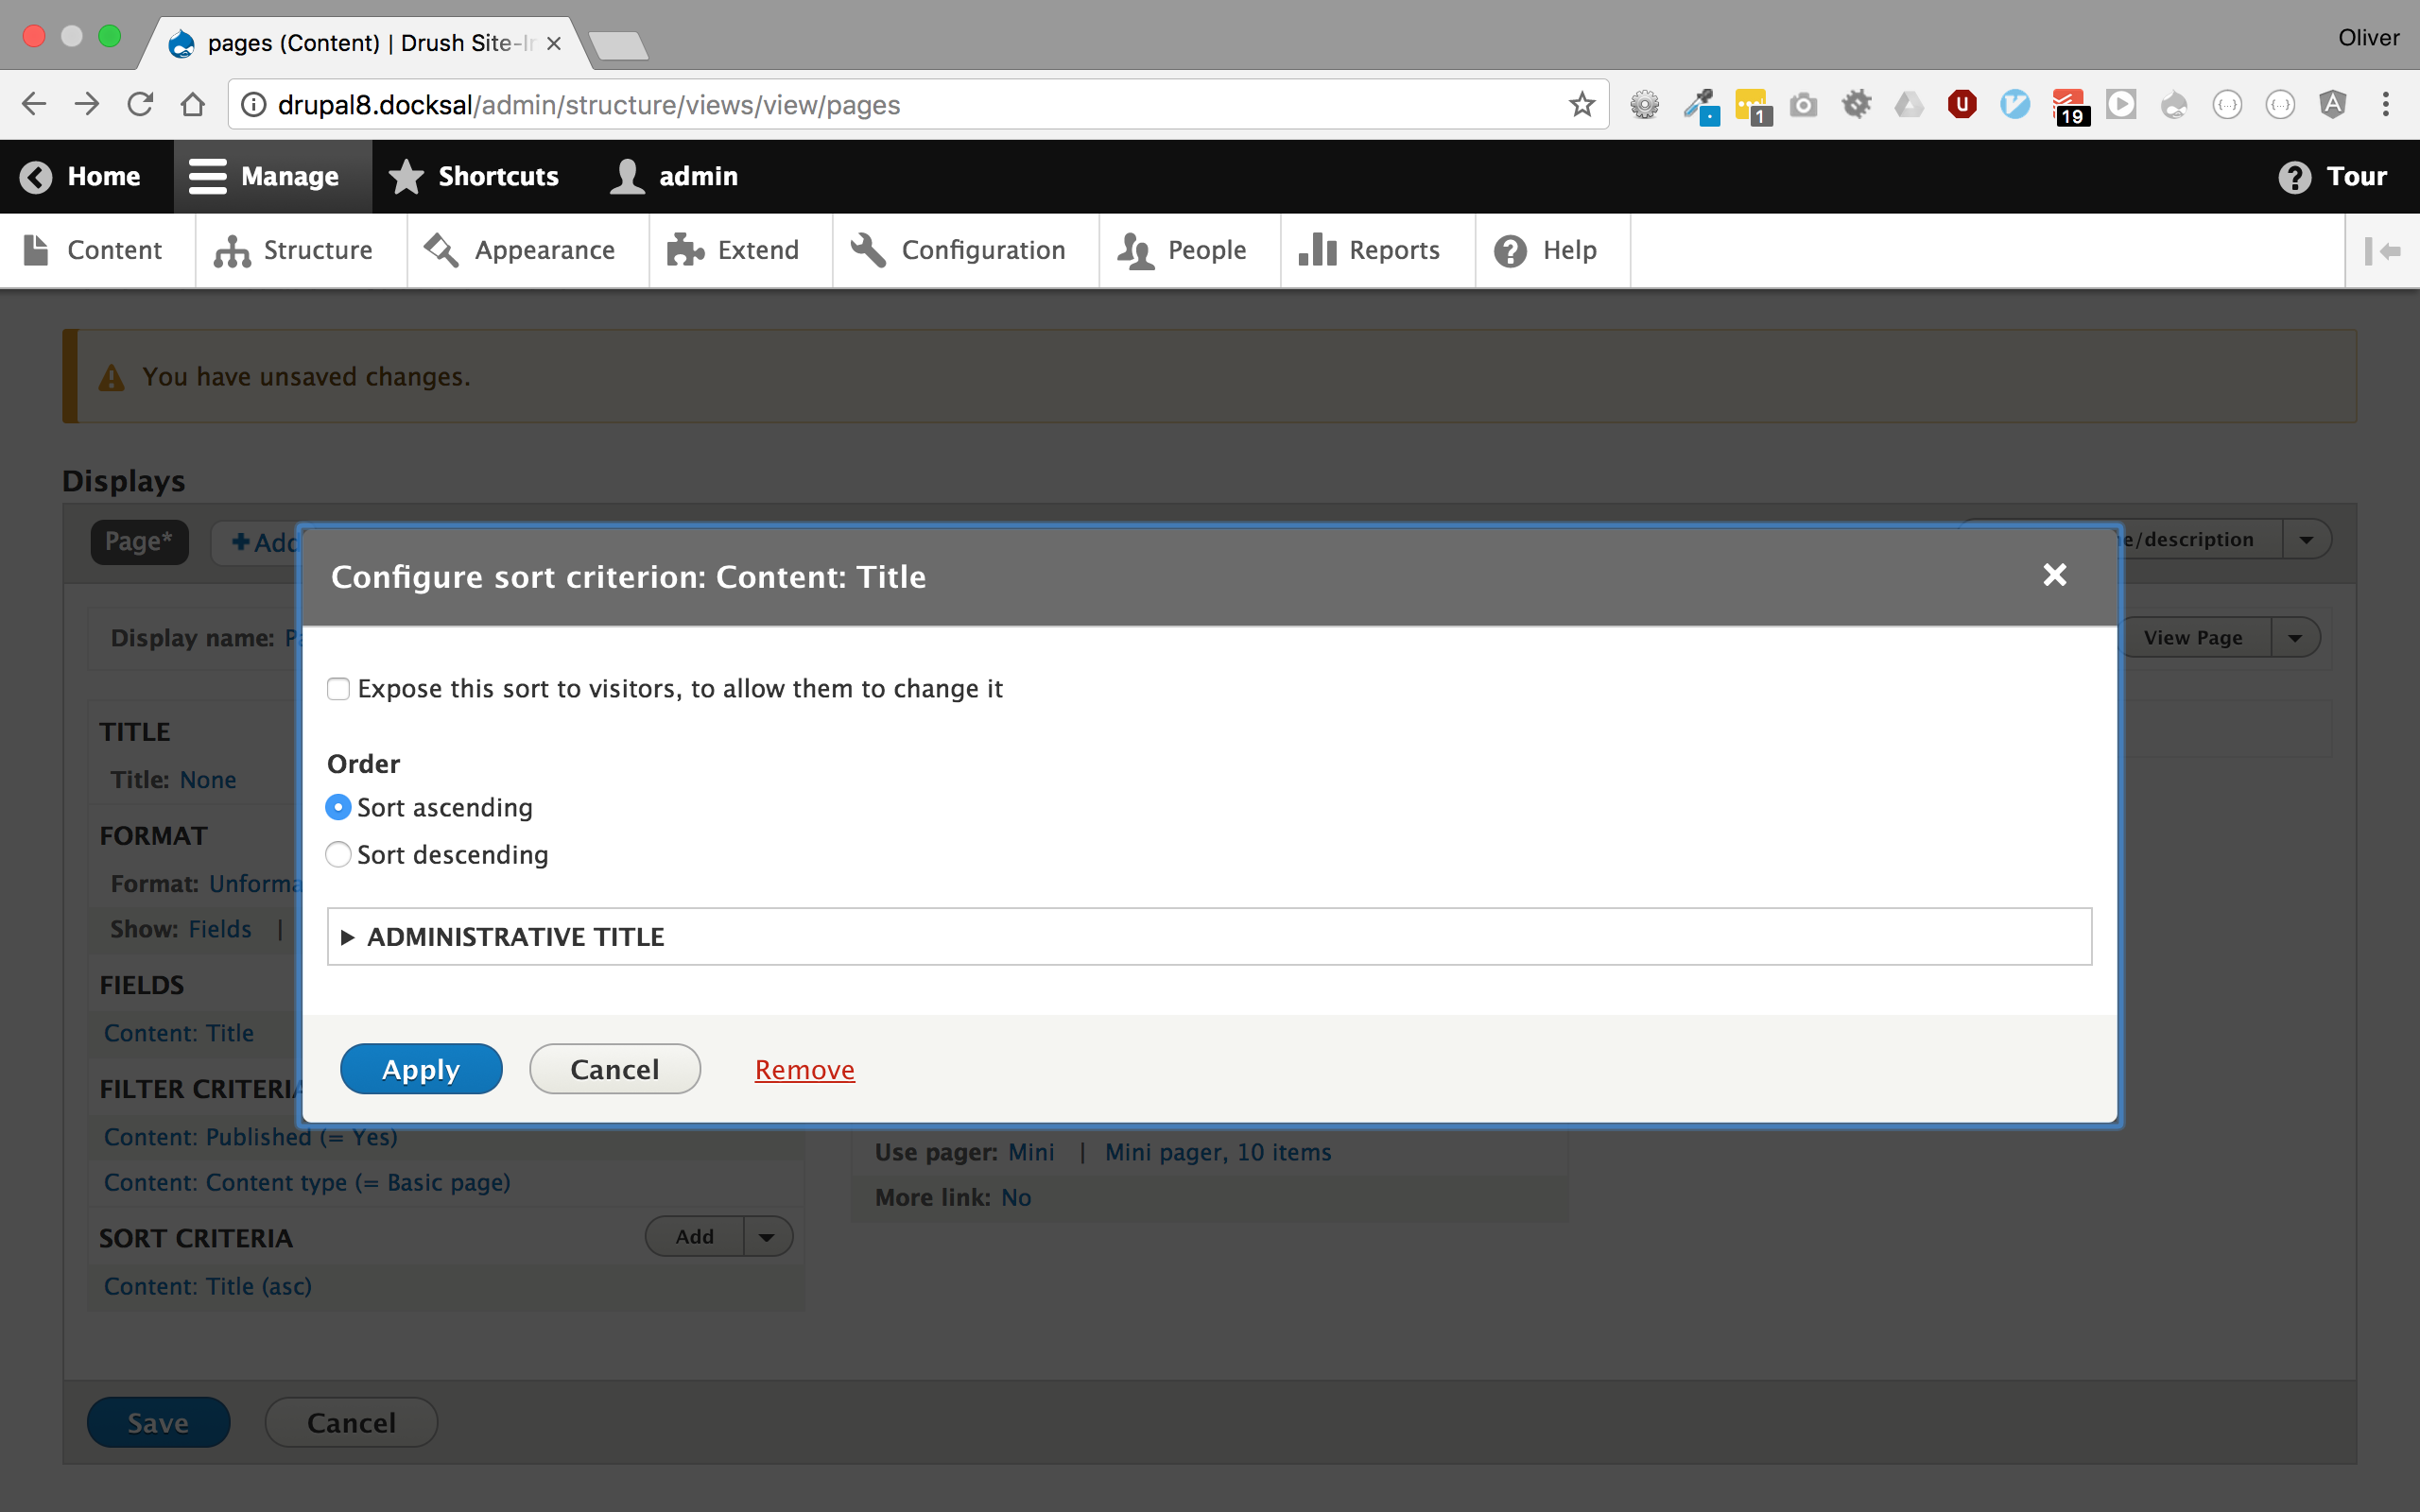 pages (Content) | Drush Site-In
Oliver
drupal8.docksal/admin/structure/views/view/pages
1
19
Home
Manage
Shortcuts
admin
Tour
Content
Structure
Appearance
Extend
Configuration
People
Reports
Help
You have unsaved changes.
Displays
Page*
Add
e/description
Configure sort criterion: Content: Title
Display name:
View Page
Expose this sort to visitors, to allow them to change it
TITLE
Title: None
Order
Sort ascending
Sort descending
FORMAT
Format: Unforma
Show: Fields |
ADMINISTRATIVE TITLE
FIELDS
Content: Title
Apply
Cancel
Remove
FILTER CRITERIA
Content: Published (= Yes)
Content: Content type (= Basic page)
Use pager: Mini | Mini pager, 10 items
More link: No
SORT CRITERIA
Add
Content: Title (asc)
Save
Cancel